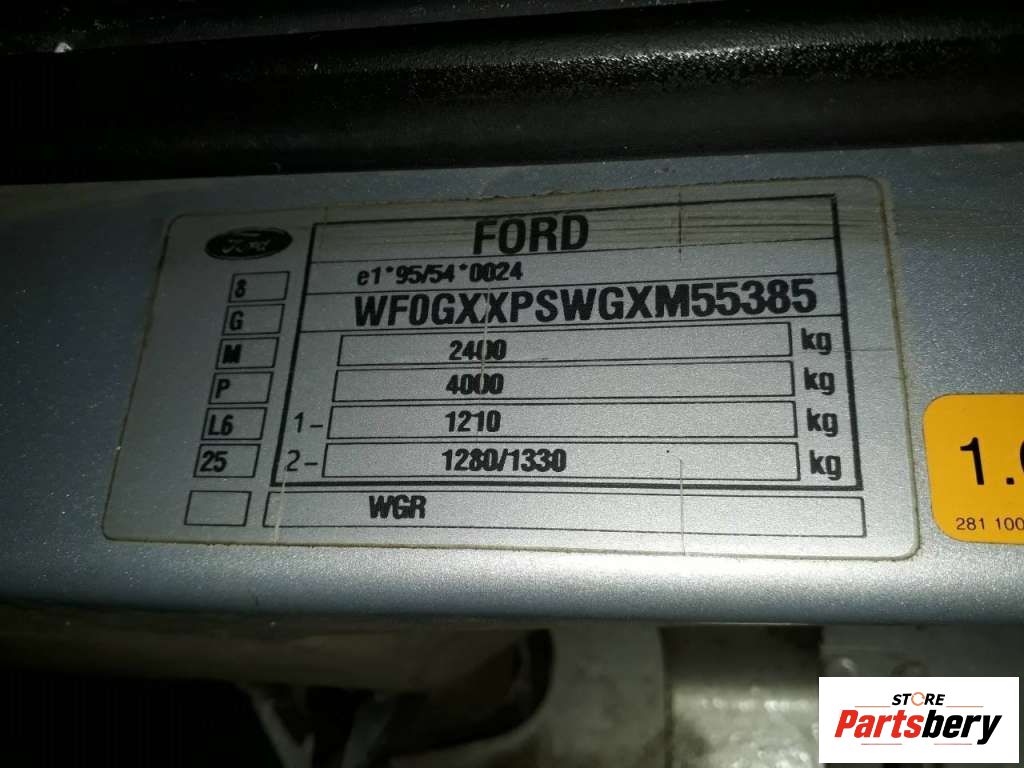 Ford
FORD
e1*95/54*0024
WF0GXXPSWGXM55385
8
G
M 2400 kg
P 4000 kg
L6 1- 1210 kg
25 2- 1280/1330 kg
WGR
281 100
STORE
Partsbery